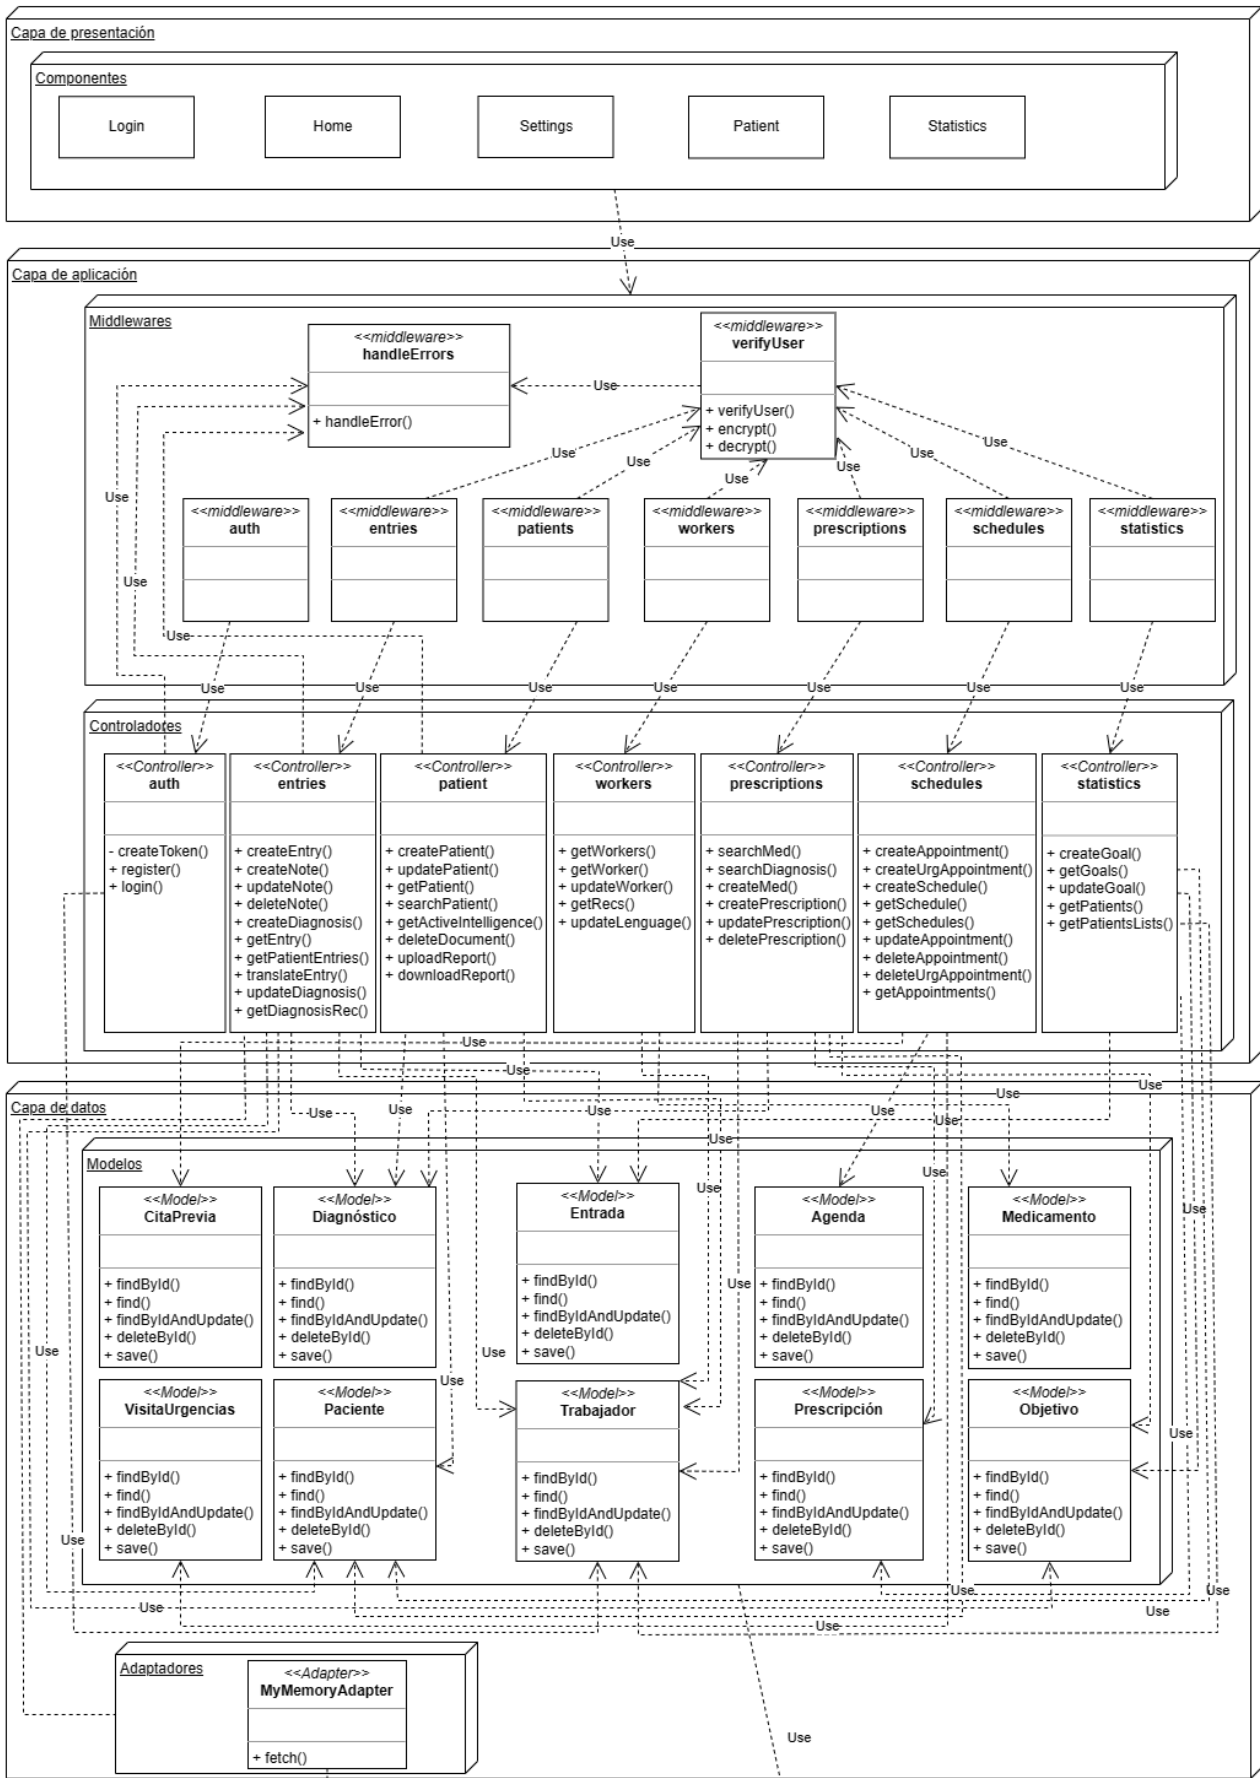 Capa de presentación
Componentes
Login
Home
Settings
Patient
Statistics
Use
Capa de aplicación
Middlewares
<<middleware>>
handleErrors
+ handleError()
<<middleware>>
verifyUser
+ verifyUser()
+ encrypt()
+ decrypt()
Use
Use
Use
Use
Use
Use
Use
Use
Use
Use
<<middleware>>
auth
<<middleware>>
entries
<<middleware>>
patients
<<middleware>>
workers
<<middleware>>
prescriptions
<<middleware>>
schedules
<<middleware>>
statistics
Use
Use
Use
Use
Use
Use
Use
Controladores
<<Controller>>
auth
- createToken()
+ register()
+ login()
<<Controller>>
entries
+ createEntry()
+ createNote()
+ updateNote()
+ deleteNote()
+ createDiagnosis()
+ getEntry()
+ getPatientEntries()
+ translateEntry()
+ updateDiagnosis()
+ getDiagnosisRec()
<<Controller>>
patient
+ createPatient()
+ updatePatient()
+ getPatient()
+ searchPatient()
+ getActiveIntelligence()
+ deleteDocument()
+ uploadReport()
+ downloadReport()
<<Controller>>
workers
+ getWorkers()
+ getWorker()
+ updateWorker()
+ getRecs()
+ updateLenguage()
<<Controller>>
prescriptions
+ searchMed()
+ searchDiagnosis()
+ createMed()
+ createPrescription()
+ updatePrescription()
+ deletePrescription()
<<Controller>>
schedules
+ createAppointment()
+ createUrgAppointment()
+ createSchedule()
+ getSchedule()
+ getSchedules()
+ updateAppointment()
+ deleteAppointment()
+ deleteUrgAppointment()
+ getAppointments()
<<Controller>>
statistics
+ createGoal()
+ getGoals()
+ updateGoal()
+ getPatients()
+ getPatientsLists()
Use
Use
Use
Capa de datos
Use
Use
Use
Use
Use
Use
Use
Use
Use
Use
Use
Use
Use
Modelos
<<Model>>
CitaPrevia
+ findById()
+ find()
+ findByIdAndUpdate()
+ deleteById()
+ save()
<<Model>>
Diagnóstico
+ findById()
+ find()
+ findByIdAndUpdate()
+ deleteById()
+ save()
<<Model>>
Entrada
+ findById()
+ find()
+ findByIdAndUpdate()
+ deleteById()
+ save()
<<Model>>
Agenda
+ findById()
+ find()
+ findByIdAndUpdate()
+ deleteById()
+ save()
<<Model>>
Medicamento
+ findById()
+ find()
+ findByIdAndUpdate()
+ deleteById()
+ save()
Use
Use
Use
Use
<<Model>>
VisitaUrgencias
+ findById()
+ find()
+ findByIdAndUpdate()
+ deleteById()
+ save()
<<Model>>
Paciente
+ findById()
+ find()
+ findByIdAndUpdate()
+ deleteById()
+ save()
<<Model>>
Trabajador
+ findById()
+ find()
+ findByIdAndUpdate()
+ deleteById()
+ save()
<<Model>>
Prescripción
+ findById()
+ find()
+ findByIdAndUpdate()
+ deleteById()
+ save()
<<Model>>
Objetivo
+ findById()
+ find()
+ findByIdAndUpdate()
+ deleteById()
+ save()
Use
Use
Use
Use
Use
Use
Adaptadores
<<Adapter>>
MyMemoryAdapter
+ fetch()
Use